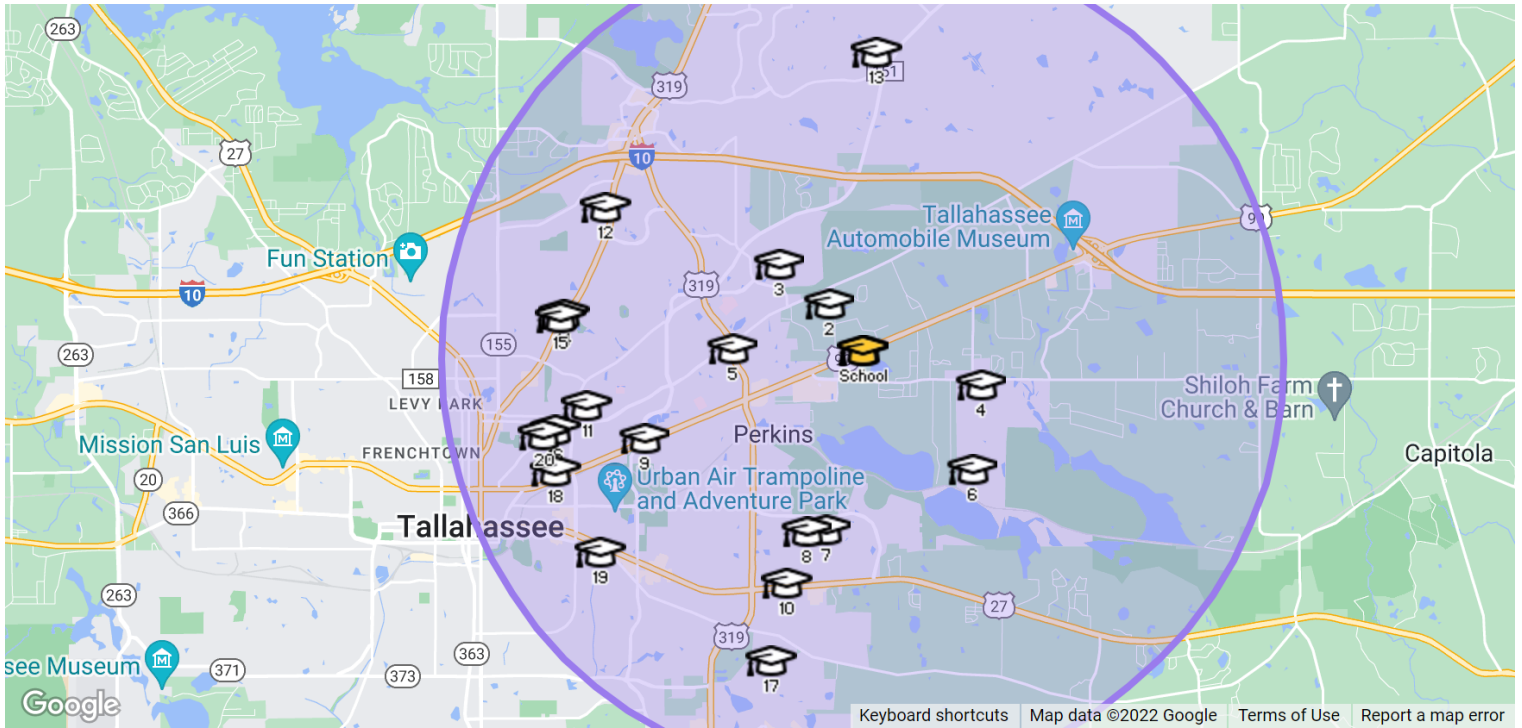 263
13
319
27
10
12
Tallahassee
Automobile Museum
Fun Station
3
319
10
2
15
155
263
5
School
158
LEVY PARK
4
Shiloh Farm
Church & Barn
11
Perkins
Mission San Luis
FRENCHTOWN
20
9
Capitola
20
18
6
Urban Air Trampoline
and Adventure Park
366
Tallahassee
8
7
19
10
263
27
319
363
see Museum
371
373
17
Google
Keyboard shortcuts
Map data ©2022 Google
Terms of Use
Report a map error